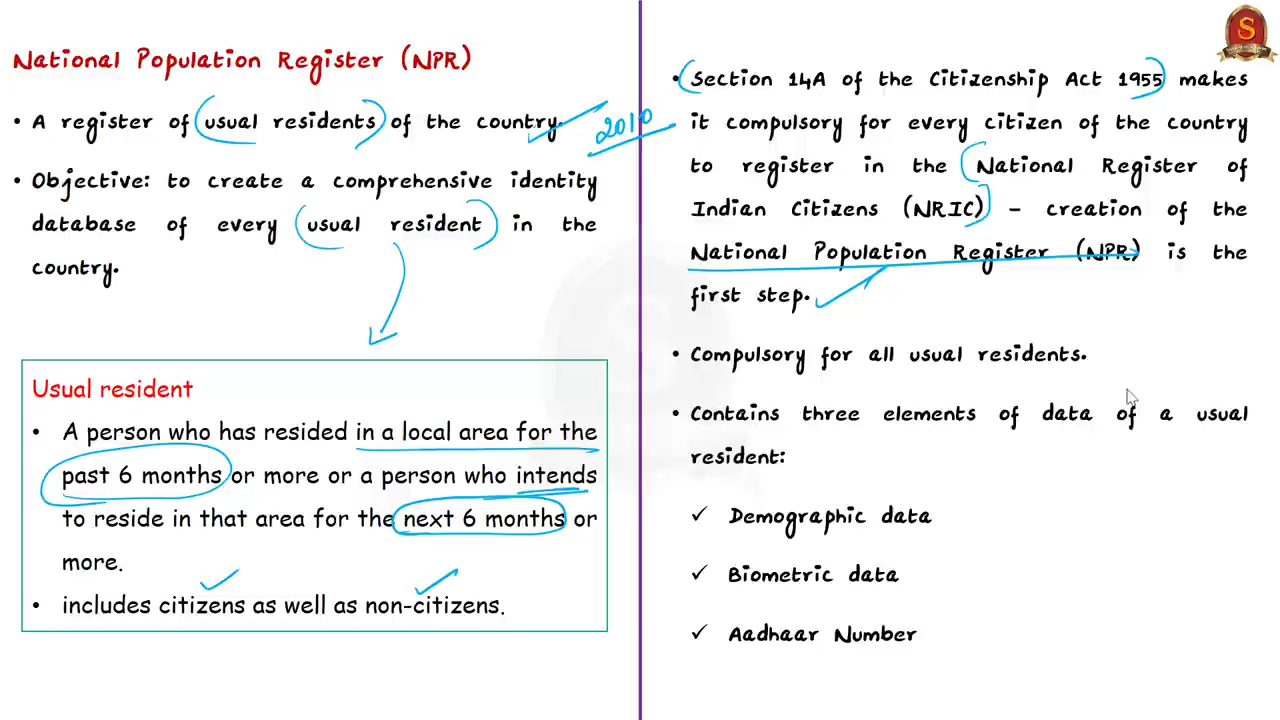 National Population Register (NPR)
• A register of usual residents of the country.
2010
• Objective: to create a comprehensive identity
database of every usual resident in the
country.
Usual resident
• A person who has resided in a local area for the
past 6 months or more or a person who intends
to reside in that area for the next 6 months or
more.
• includes citizens as well as non-citizens.
• Section 14A of the Citizenship Act 1955 makes
it compulsory for every citizen of the country
to register in the National Register of
Indian Citizens (NRIC) – creation of the
National Population Register (NPR) is the
first step.
• Compulsory for all usual residents.
• Contains three elements of data of a usual
resident:
✓ Demographic data
✓ Biometric data
✓ Aadhaar Number
S